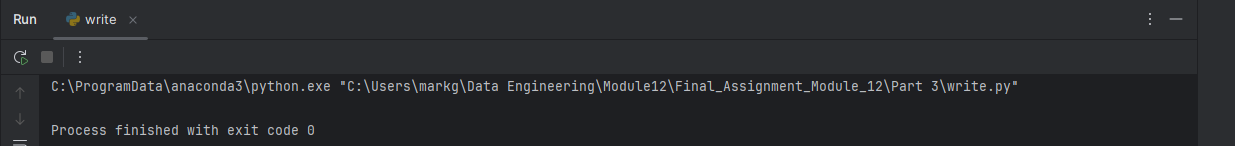 Run write
C:\ProgramData\anaconda3\python.exe "C:\Users\markg\Data Engineering\Module12\Final_Assignment_Module_12\Part 3\write.py"
Process finished with exit code 0